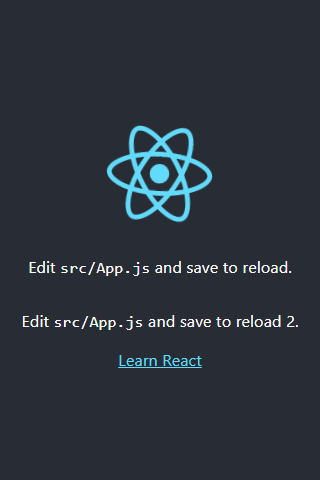 Edit src/App.js and save to reload.
Edit src/App.js and save to reload 2.
Learn React